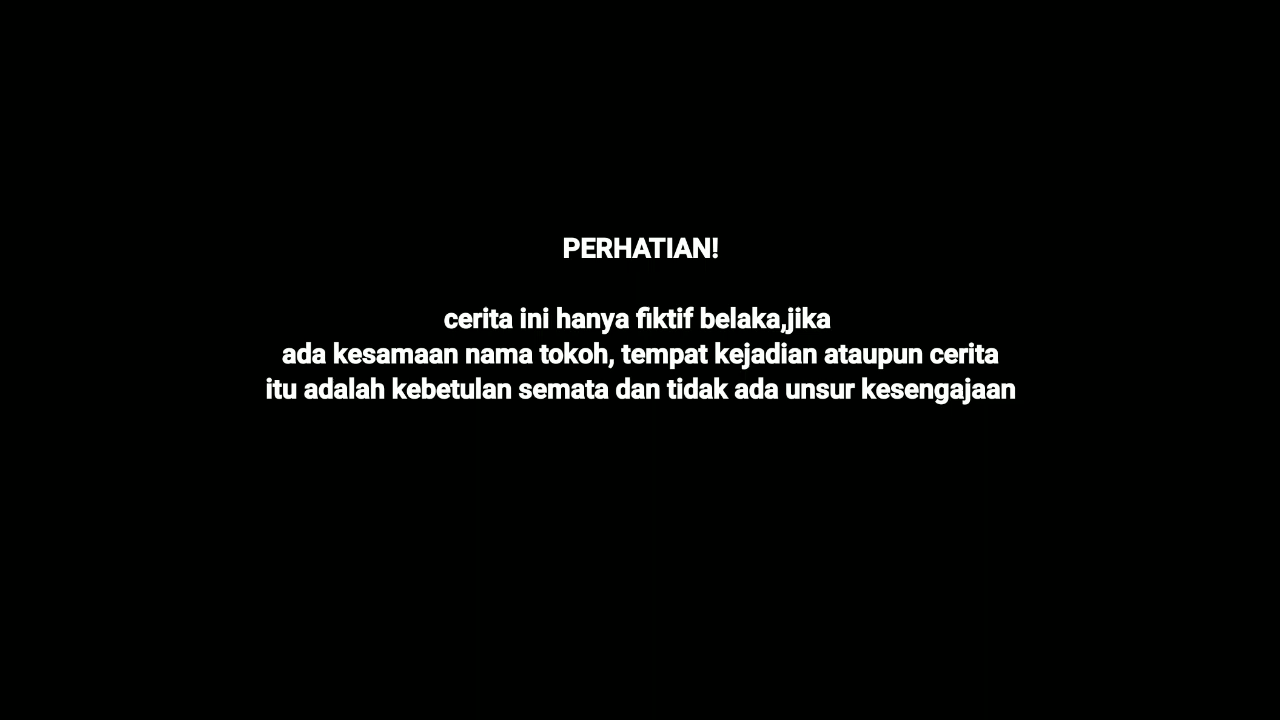 PERHATIAN!
cerita ini hanya fiktif belaka,jika
ada kesamaan nama tokoh, tempat kejadian ataupun cerita
itu adalah kebetulan semata dan tidak ada unsur kesengajaan